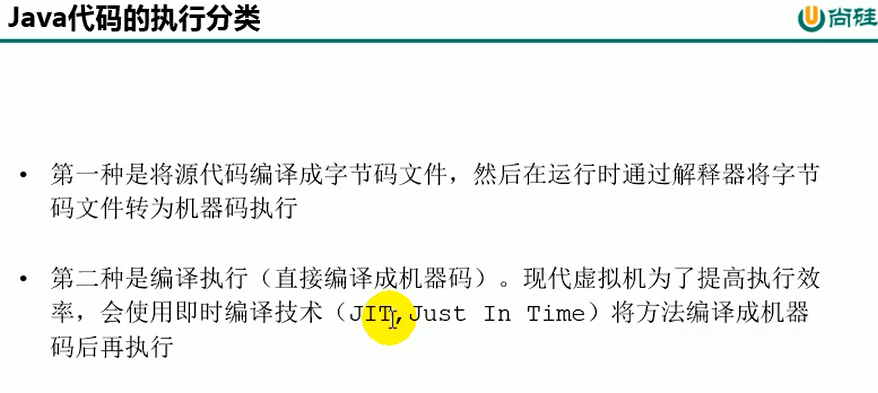 Java代码的执行分类
尚硅
• 第一种是将源代码编译成字节码文件，然后在运行时通过解释器将字节
码文件转为机器码执行
• 第二种是编译执行（直接编译成机器码）。现代虚拟机为了提高执行效
率，会使用即时编译技术（JIT,Just In Time）将方法编译成机器
码后再执行